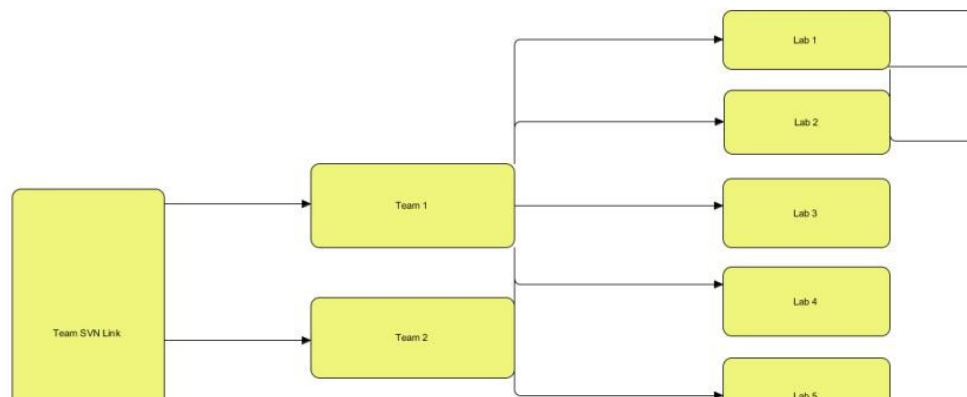 Team SVN Link
Team 1
Team 2
Lab 1
Lab 2
Lab 3
Lab 4
Lab 5